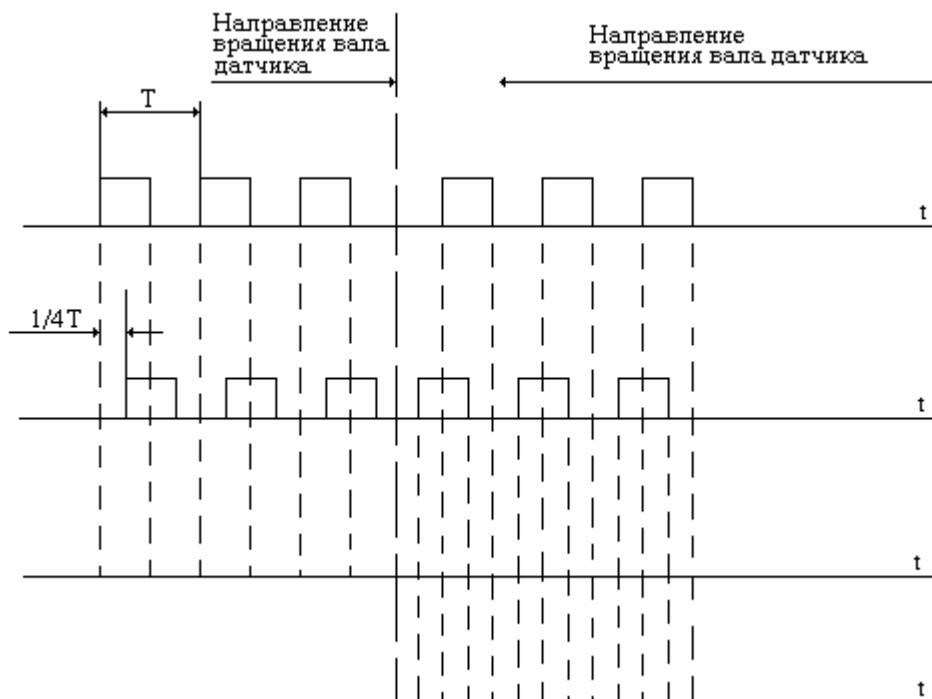 Направление
вращения вала
датчика
Направление
вращения вала датчика
T
t
1/4T
t
t
t